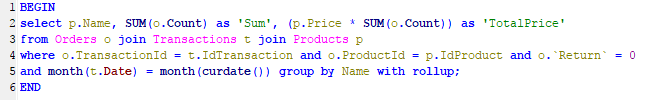 1 BEGIN
2 select p.Name, SUM(o.Count) as 'Sum', (p.Price * SUM(o.Count)) as 'TotalPrice'
3 from Orders o join Transactions t join Products p
4 where o.TransactionId = t.IdTransaction and o.ProductId = p.IdProduct and o.`Return` = 0
5 and month(t.Date) = month(curdate()) group by Name with rollup;
6 END